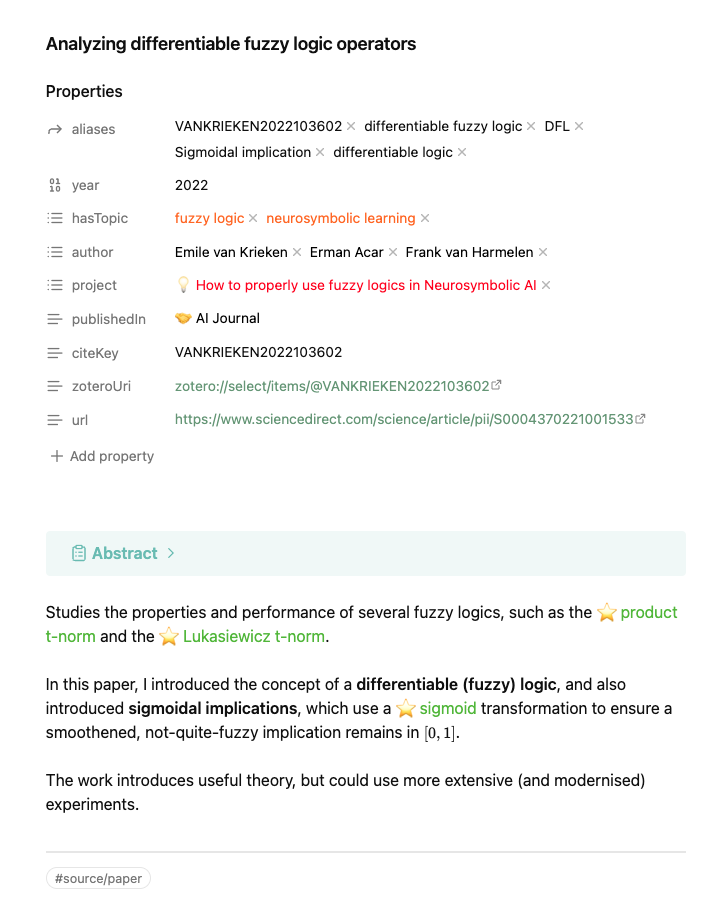 Analyzing differentiable fuzzy logic operators
Properties
aliases VANKRIEKEN2022103602 × differentiable fuzzy logic × DFL ×
Sigmoidal implication × differentiable logic ×
year 2022
hasTopic fuzzy logic × neurosymbolic learning ×
author Emile van Krieken × Erman Acar × Frank van Harmelen ×
project 💡 How to properly use fuzzy logics in Neurosymbolic AI ×
publishedIn 🤝 AI Journal
citeKey VANKRIEKEN2022103602
zoteroUri zotero://select/items/@VANKRIEKEN2022103602
url https://www.sciencedirect.com/science/article/pii/S0004370221001533
+ Add property
Abstract >
Studies the properties and performance of several fuzzy logics, such as the ⭐ product
t-norm and the ⭐ Lukasiewicz t-norm.
In this paper, I introduced the concept of a differentiable (fuzzy) logic, and also
introduced sigmoidal implications, which use a ⭐ sigmoid transformation to ensure a
smoothened, not-quite-fuzzy implication remains in [0, 1].
The work introduces useful theory, but could use more extensive (and modernised)
experiments.
#source/paper